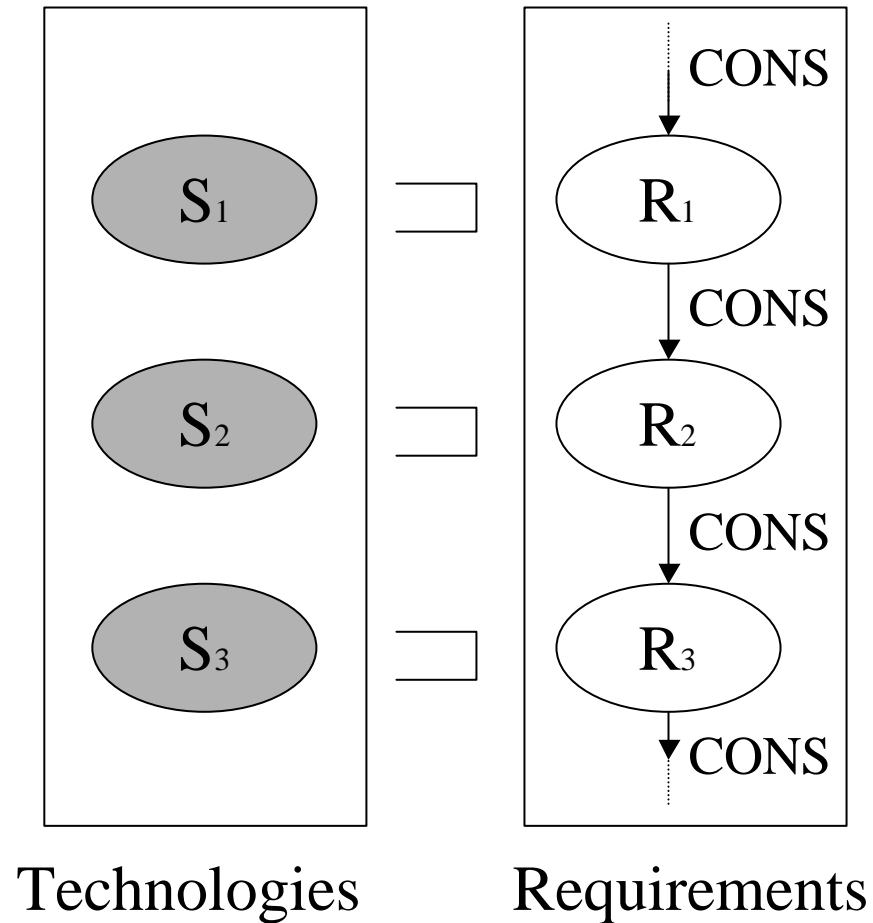 CONS
S₁ R₁
CONS
S₂ R₂
CONS
S₃ R₃
CONS
Technologies Requirements